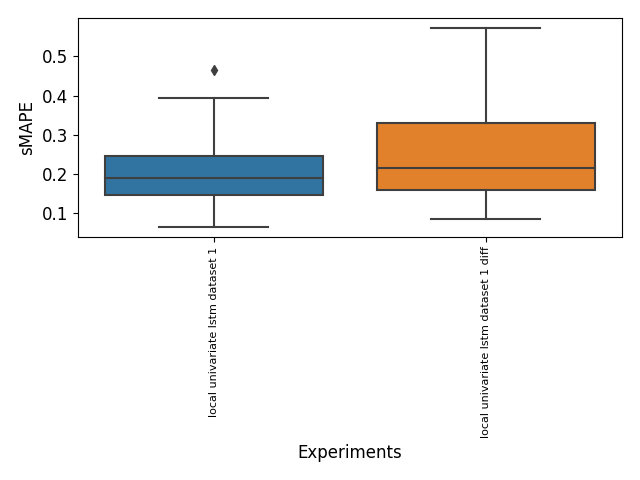 sMAPE
0.5
0.4
0.3
0.2
0.1
local univariate lstm dataset 1
local univariate lstm dataset 1 diff
Experiments